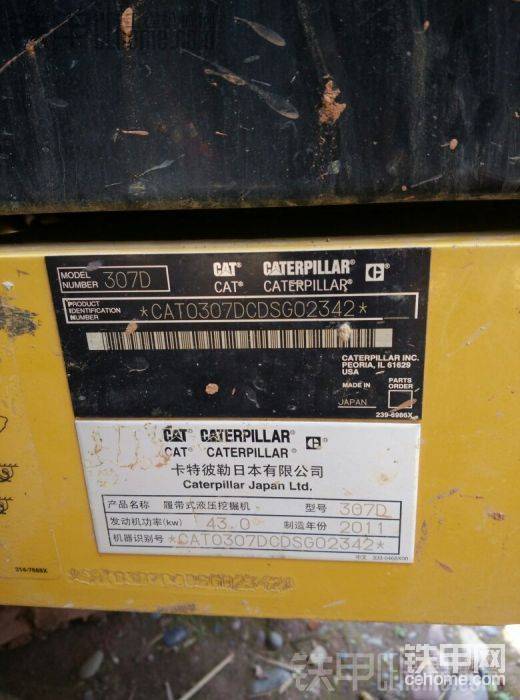 MODEL NUMBER 307D
CAT CATERPILLAR C
CAT CATERPILLAR
PRODUCT IDENTIFICATION NUMBER *CAT0307DCDSG02342*
CATERPILLAR INC.
PEORIA, IL 61629
USA
MADE IN
JAPAN
PARTS ORDER
239-6986X
CAT CATERPILLAR C
CAT CATERPILLAR
卡特彼勒日本有限公司
Caterpillar Japan Ltd.
产品名称 履带式液压挖掘机 型号 307D
发动机功率(kw) 43.0 制造年份 2011
机器识别号 *CAT0307DCDSG02342*
铁甲网
cehome.com